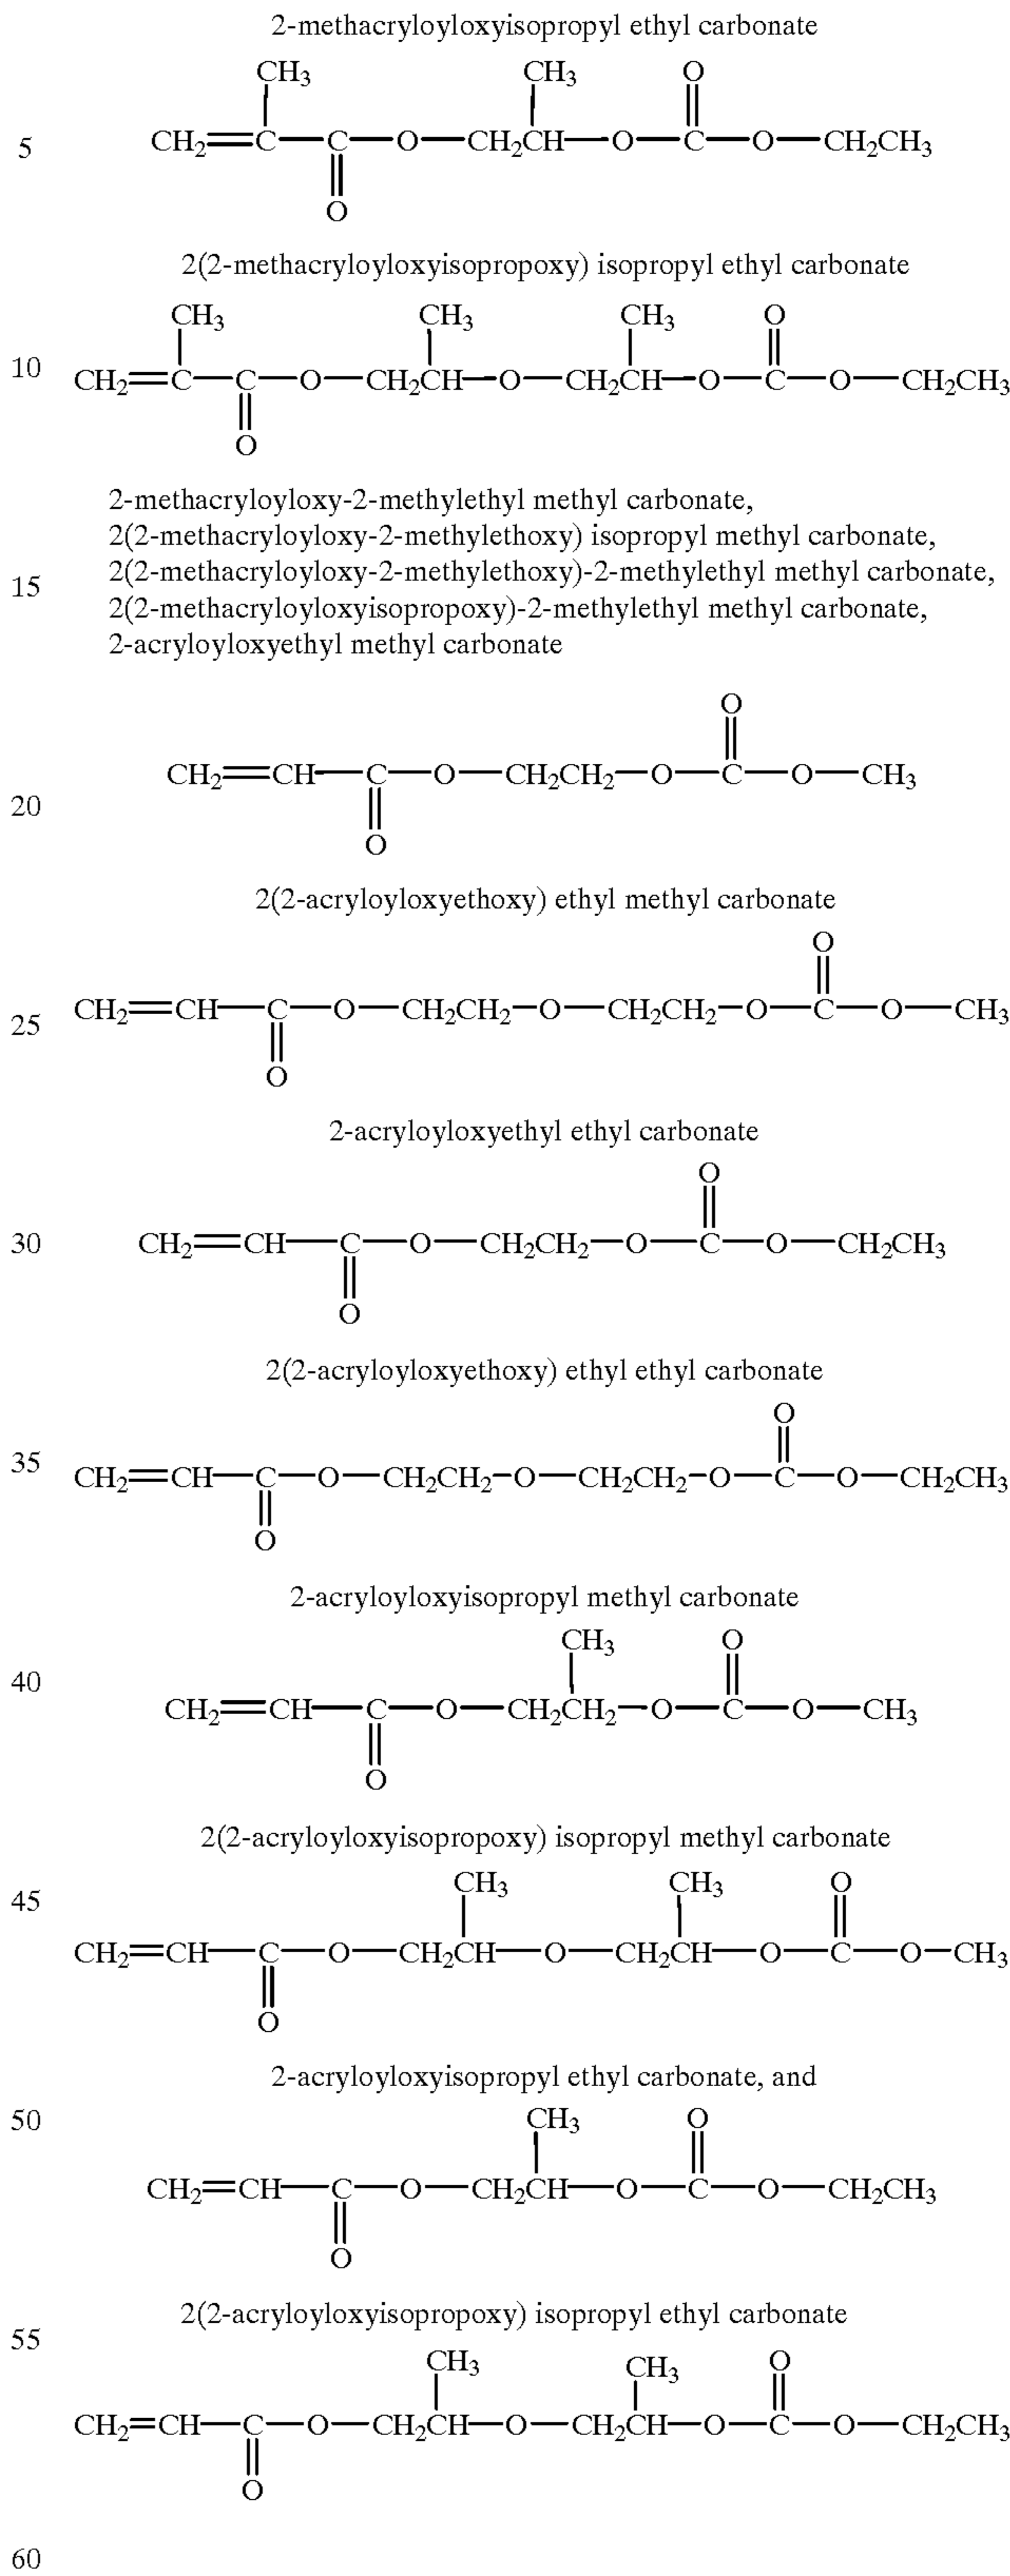 2-methacryloyloxyisopropyl ethyl carbonate
CH3 CH3 O
5 CH2=C—C—O—CH2CH—O—C—O—CH2CH3
O
2(2-methacryloyloxyisopropoxy) isopropyl ethyl carbonate
CH3 CH3 CH3 O
10 CH2=C—C—O—CH2CH—O—CH2CH—O—C—O—CH2CH3
O
2-methacryloyloxy-2-methylethyl methyl carbonate,
2(2-methacryloyloxy-2-methylethoxy) isopropyl methyl carbonate,
15 2(2-methacryloyloxy-2-methylethoxy)-2-methylethyl methyl carbonate,
2(2-methacryloyloxyisopropoxy)-2-methylethyl methyl carbonate,
2-acryloyloxyethyl methyl carbonate
O
CH2=CH—C—O—CH2CH2—O—C—O—CH3
20
O
2(2-acryloyloxyethoxy) ethyl methyl carbonate
O
25 CH2=CH—C—O—CH2CH2—O—CH2CH2—O—C—O—CH3
O
2-acryloyloxyethyl ethyl carbonate
O
30 CH2=CH—C—O—CH2CH2—O—C—O—CH2CH3
O
2(2-acryloyloxyethoxy) ethyl ethyl carbonate
O
35 CH2=CH—C—O—CH2CH2—O—CH2CH2—O—C—O—CH2CH3
O
2-acryloyloxyisopropyl methyl carbonate
CH3 O
40 CH2=CH—C—O—CH2CH2—O—C—O—CH3
O
2(2-acryloyloxyisopropoxy) isopropyl methyl carbonate
CH3 CH3 O
45 CH2=CH—C—O—CH2CH—O—CH2CH—O—C—O—CH3
O
2-acryloyloxyisopropyl ethyl carbonate, and
50 CH3 O
CH2=CH—C—O—CH2CH—O—C—O—CH2CH3
O
2(2-acryloyloxyisopropoxy) isopropyl ethyl carbonate
55 CH3 CH3 O
CH2=CH—C—O—CH2CH—O—CH2CH—O—C—O—CH2CH3
O
60